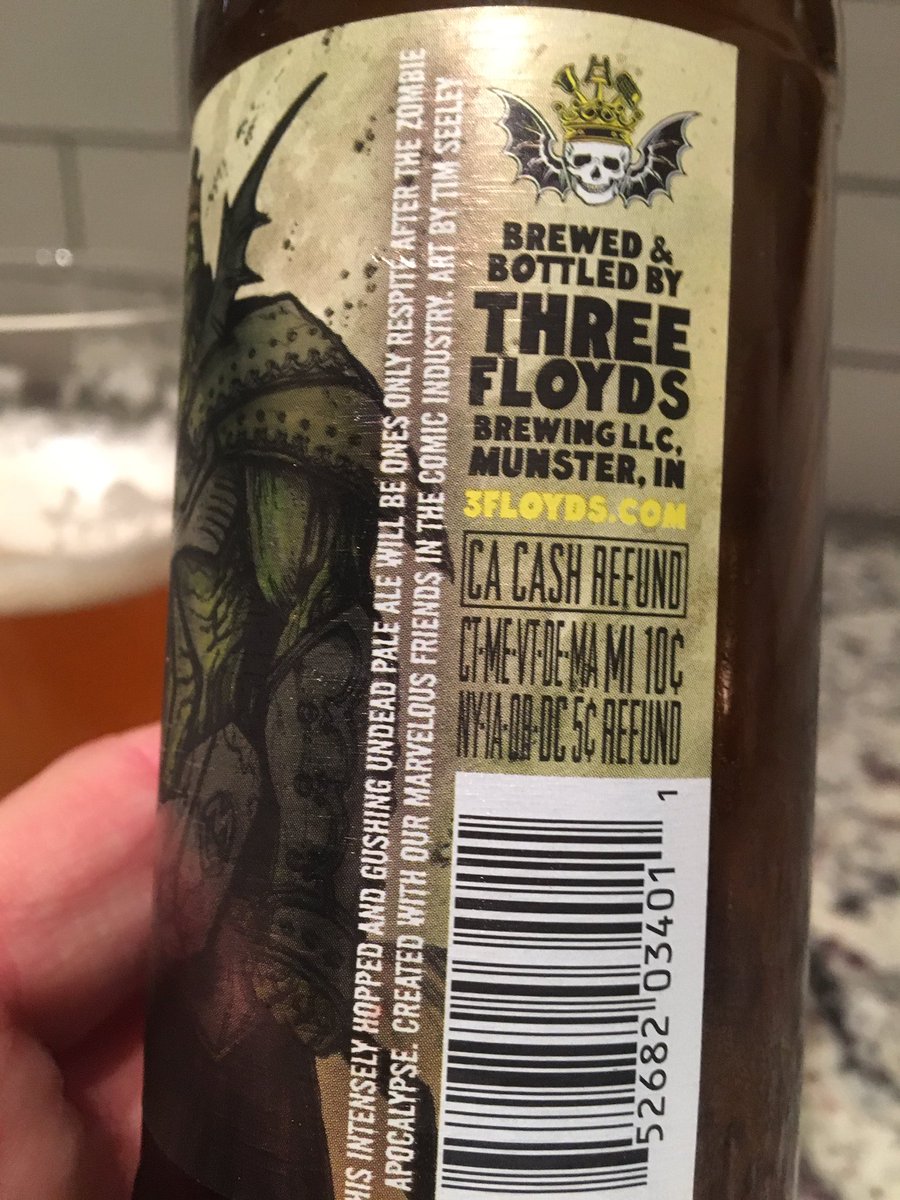 HIS INTENSELY HOPPED AND GUSHING UNDEAD PALE ALE WILL BE ONES ONLY RESPITE AFTER THE ZOMBIE
APOCALYPSE. CREATED WITH OUR MARVELOUS FRIENDS IN THE COMIC INDUSTRY. ART BY TIM SEELEY
BREWED &
BOTTLED BY
THREE
FLOYDS
BREWING LLC,
MUNSTER, IN
3FLOYDS.COM
CA CASH REFUND
CT·ME·VT·DE·MA MI 10¢
NY·IA·OR·DC 5¢ REFUND
52682 03401 1